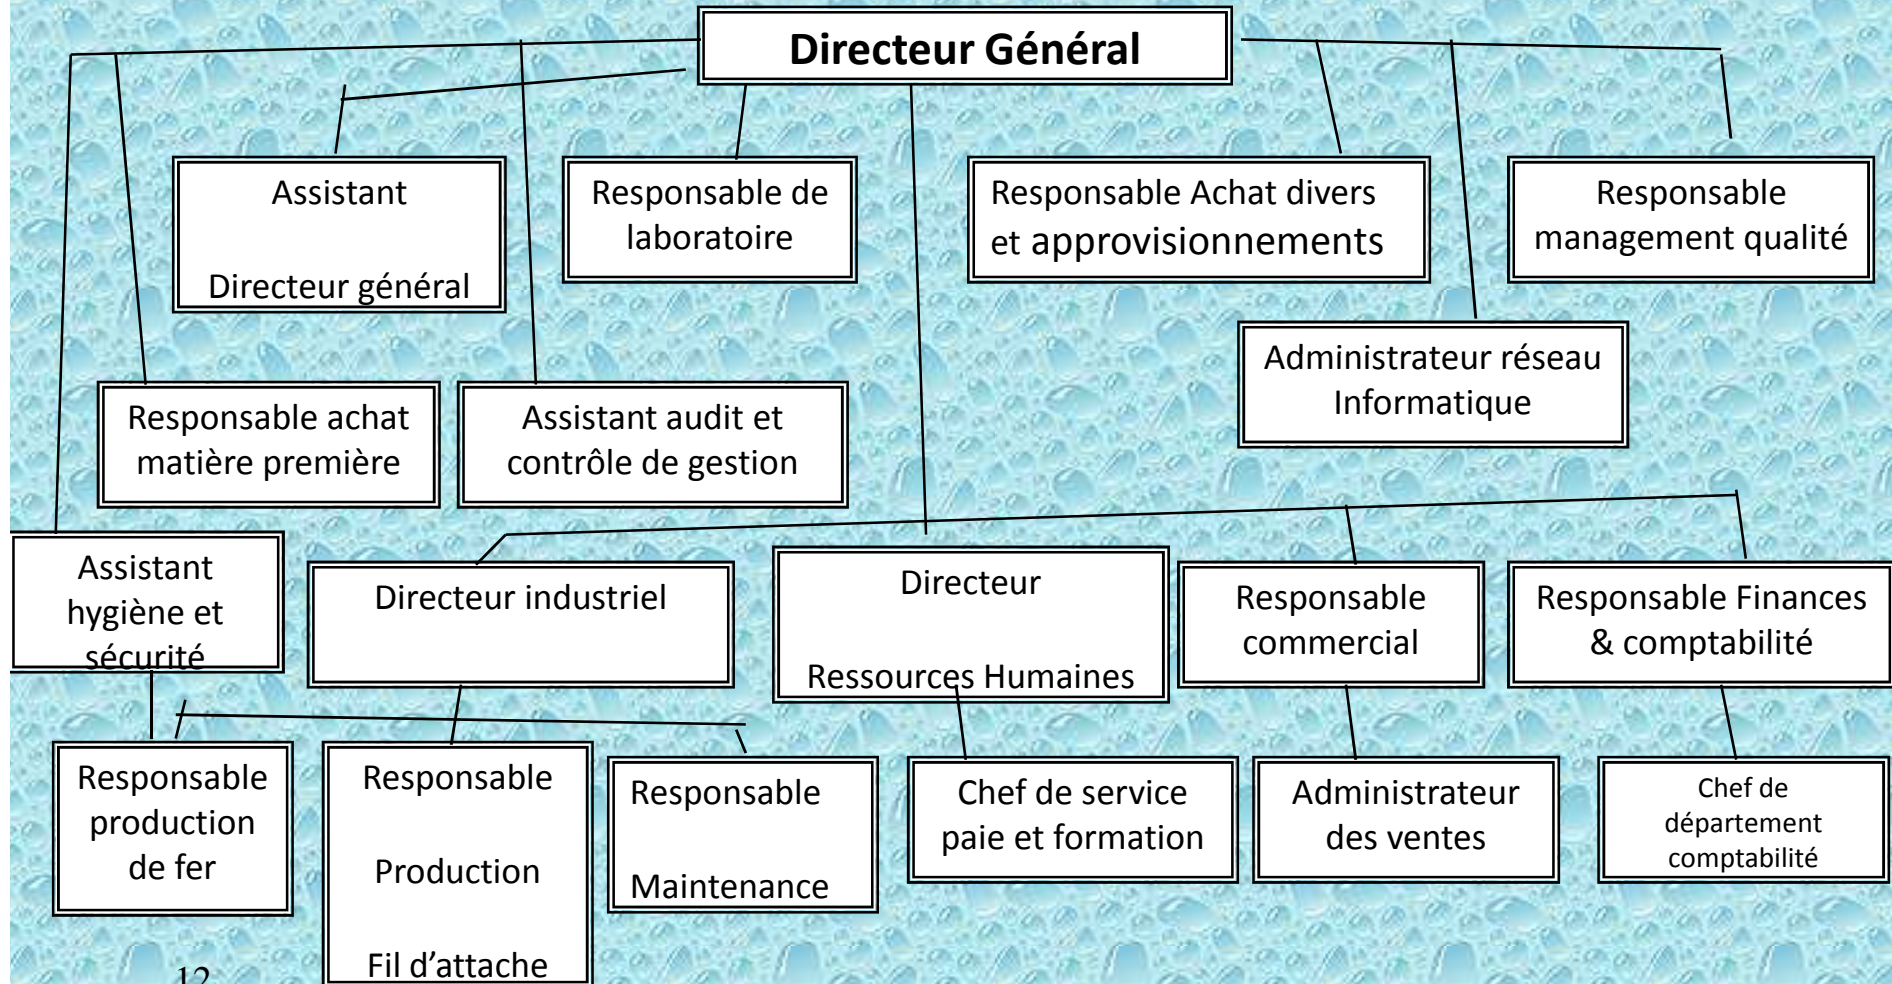 Directeur Général
Assistant
Directeur général
Responsable de
laboratoire
Responsable Achat divers
et approvisionnements
Responsable
management qualité
Administrateur réseau
Informatique
Responsable achat
matière première
Assistant audit et
contrôle de gestion
Assistant
hygiène et
sécurité
Directeur industriel
Directeur
Ressources Humaines
Responsable
commercial
Responsable Finances
& comptabilité
Responsable
production
de fer
Responsable
Production
Fil d’attache
Responsable
Maintenance
Chef de service
paie et formation
Administrateur
des ventes
Chef de
département
comptabilité
12